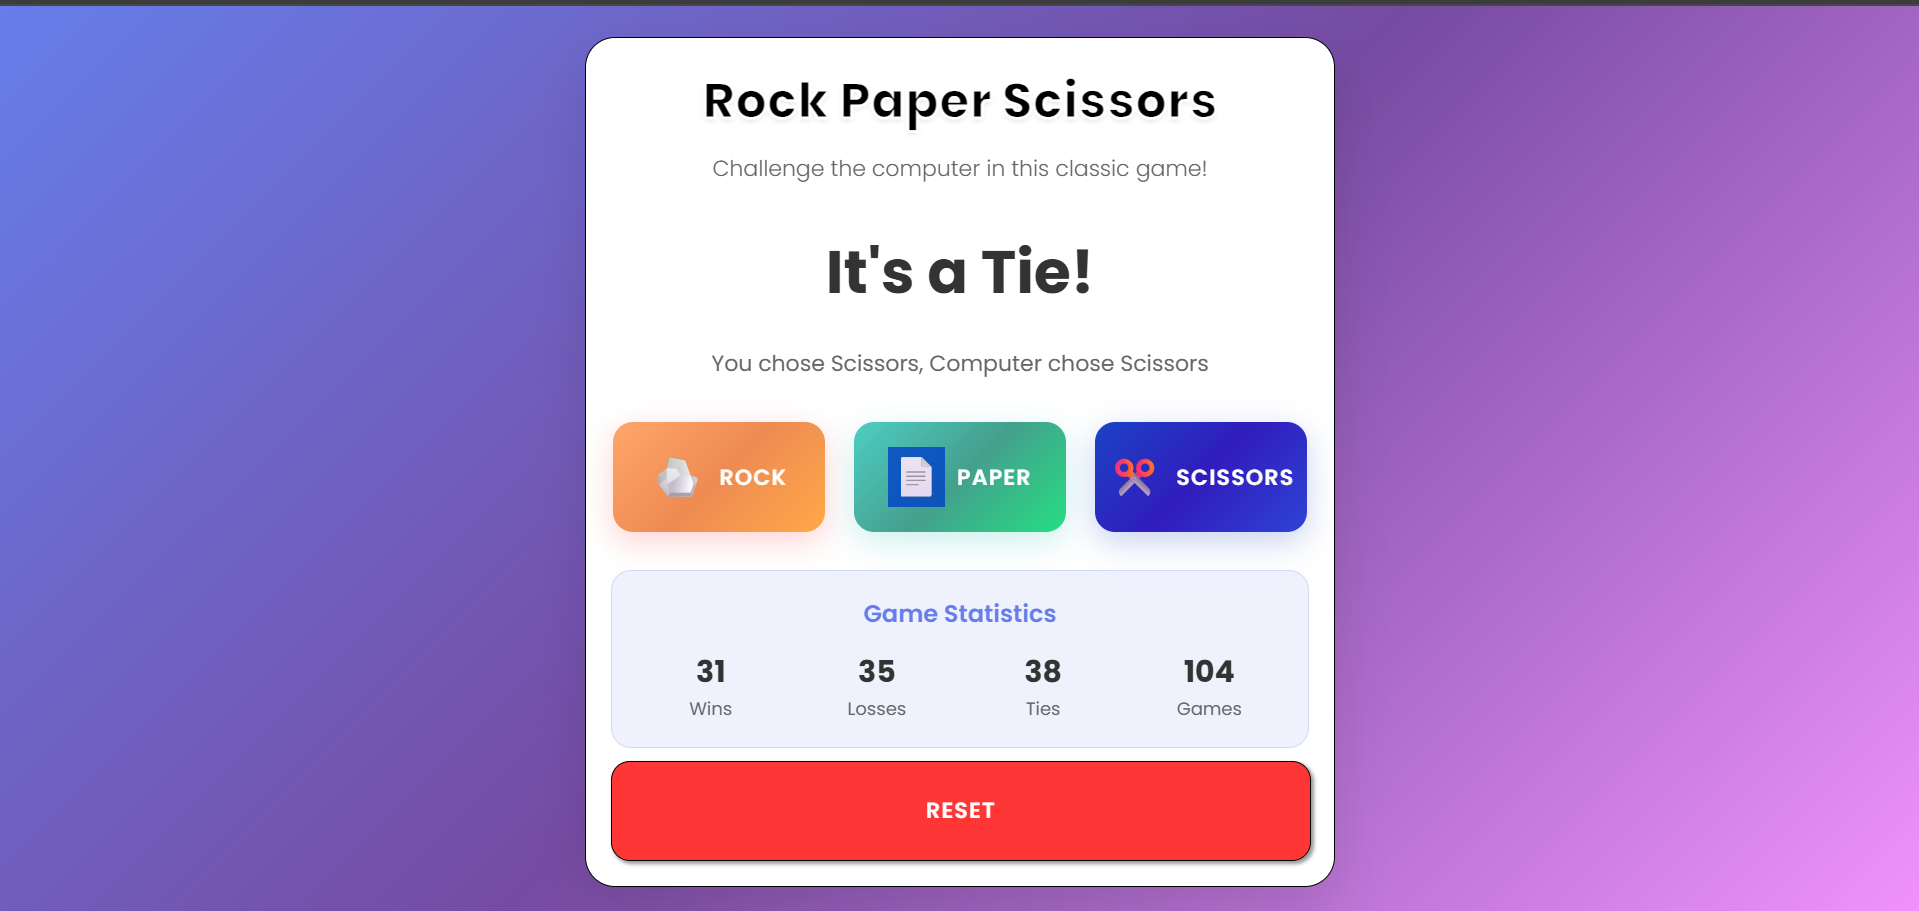 Rock Paper Scissors
Challenge the computer in this classic game!
It's a Tie!
You chose Scissors, Computer chose Scissors
ROCK PAPER SCISSORS
Game Statistics
31 35 38 104
Wins Losses Ties Games
RESET